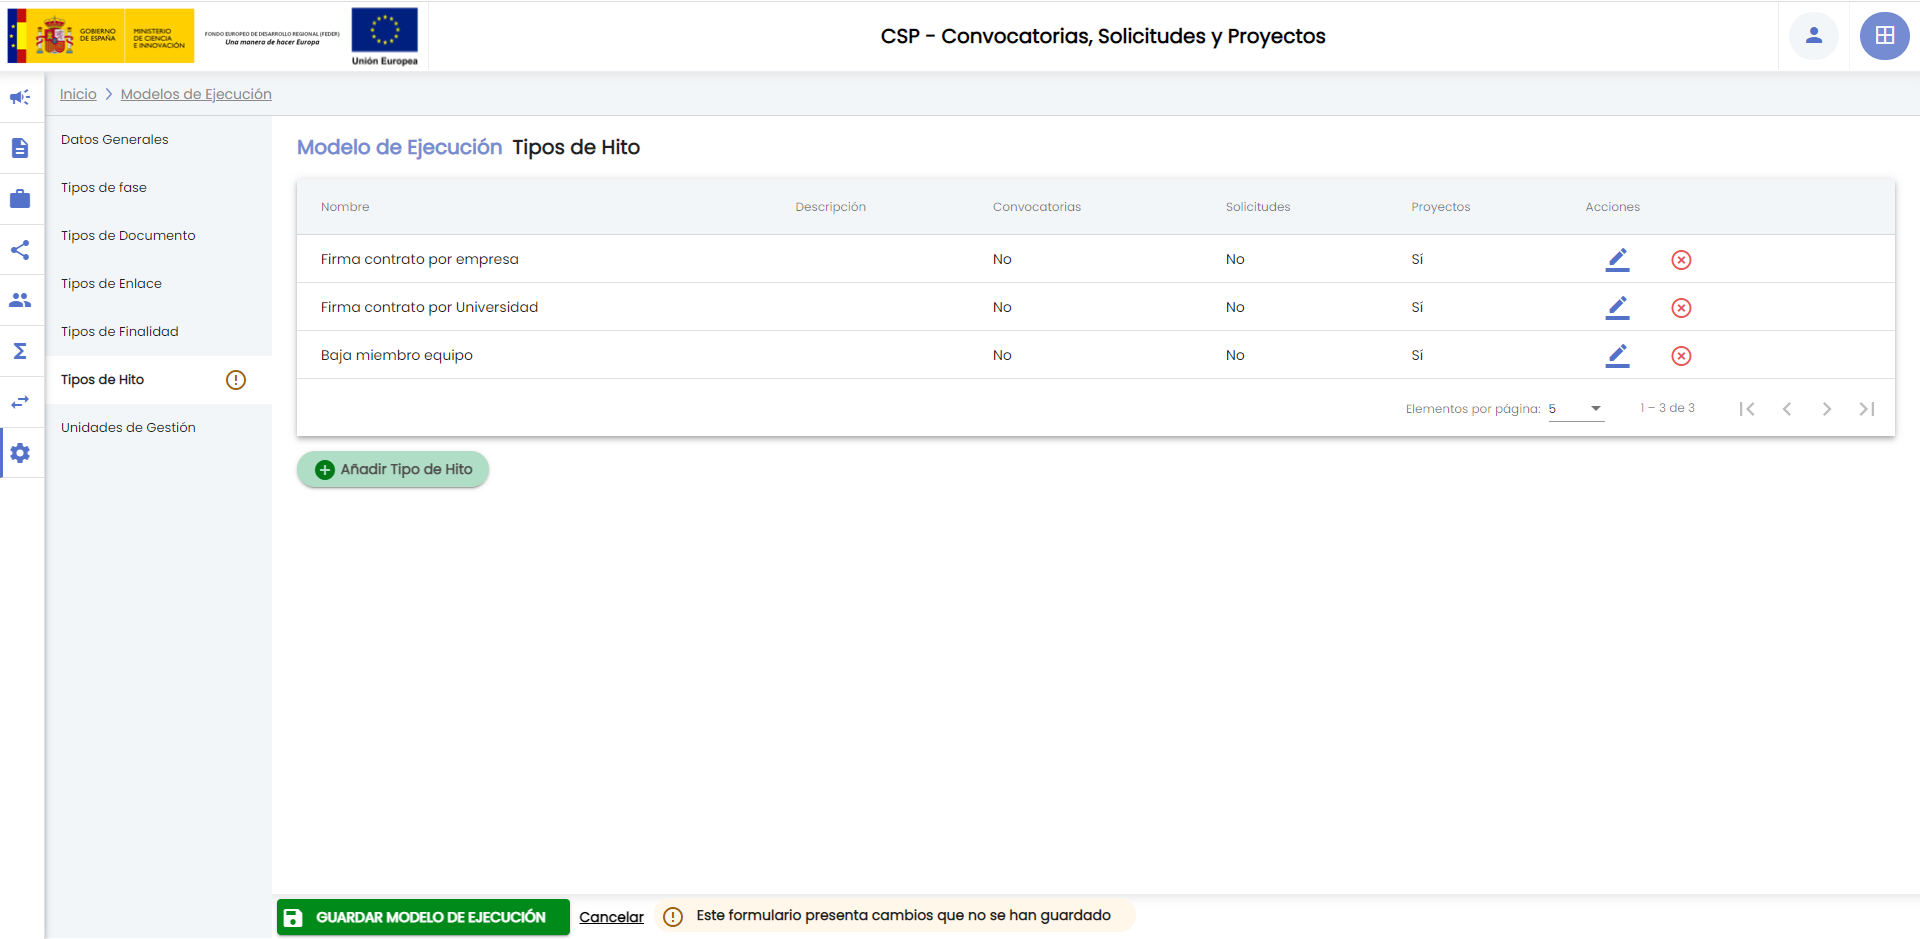 GOBIERNO
DE ESPAÑA
MINISTERIO
DE CIENCIA
E INNOVACIÓN
FONDO EUROPEO DE DESARROLLO REGIONAL (FEDER)
Una manera de hacer Europa
Unión Europea
CSP - Convocatorias, Solicitudes y Proyectos
Inicio > Modelos de Ejecución
Datos Generales
Tipos de fase
Tipos de Documento
Tipos de Enlace
Tipos de Finalidad
Tipos de Hito
Unidades de Gestión
Modelo de Ejecución Tipos de Hito
Nombre Descripción Convocatorias Solicitudes Proyectos Acciones
Firma contrato por empresa No No Sí
Firma contrato por Universidad No No Sí
Baja miembro equipo No No Sí
Elementos por página: 5 1 – 3 de 3
Añadir Tipo de Hito
GUARDAR MODELO DE EJECUCIÓN Cancelar Este formulario presenta cambios que no se han guardado